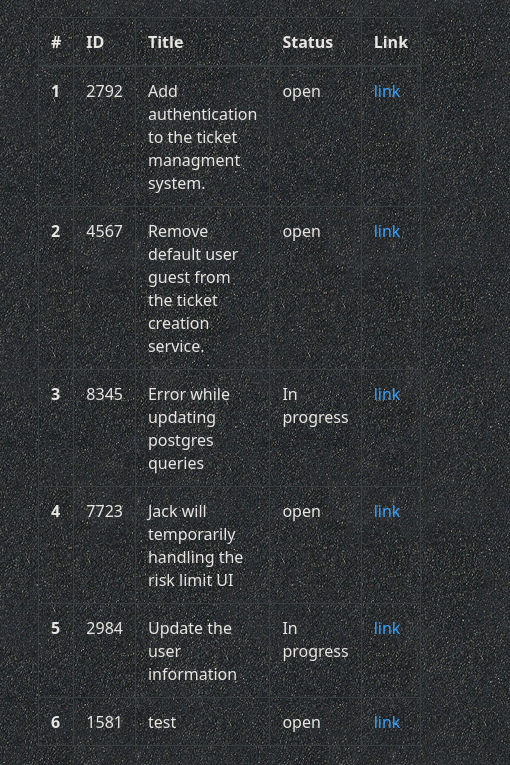 # ID Title Status Link
1 2792 Add open link
authentication
to the ticket
managment
system.
2 4567 Remove open link
default user
guest from
the ticket
creation
service.
3 8345 Error while In link
updating progress
postgres
queries
4 7723 Jack will open link
temporarily
handling the
risk limit UI
5 2984 Update the In link
user progress
information
6 1581 test open link